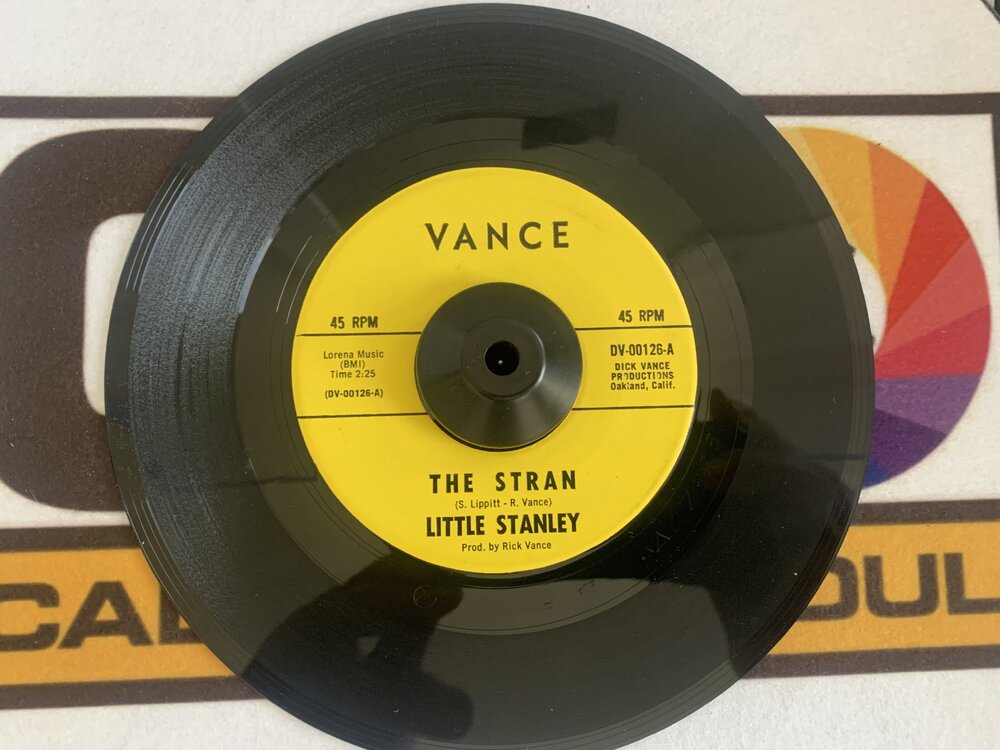 VANCE
45 RPM
45 RPM
Lorena Music
(BMI)
Time 2:25
(DV-00126-A)
DV-00126-A
DICK VANCE
PRODUCTIONS
Oakland, Calif.
THE STRAN
(S. Lippitt - R. Vance)
LITTLE STANLEY
Prod. by Rick Vance